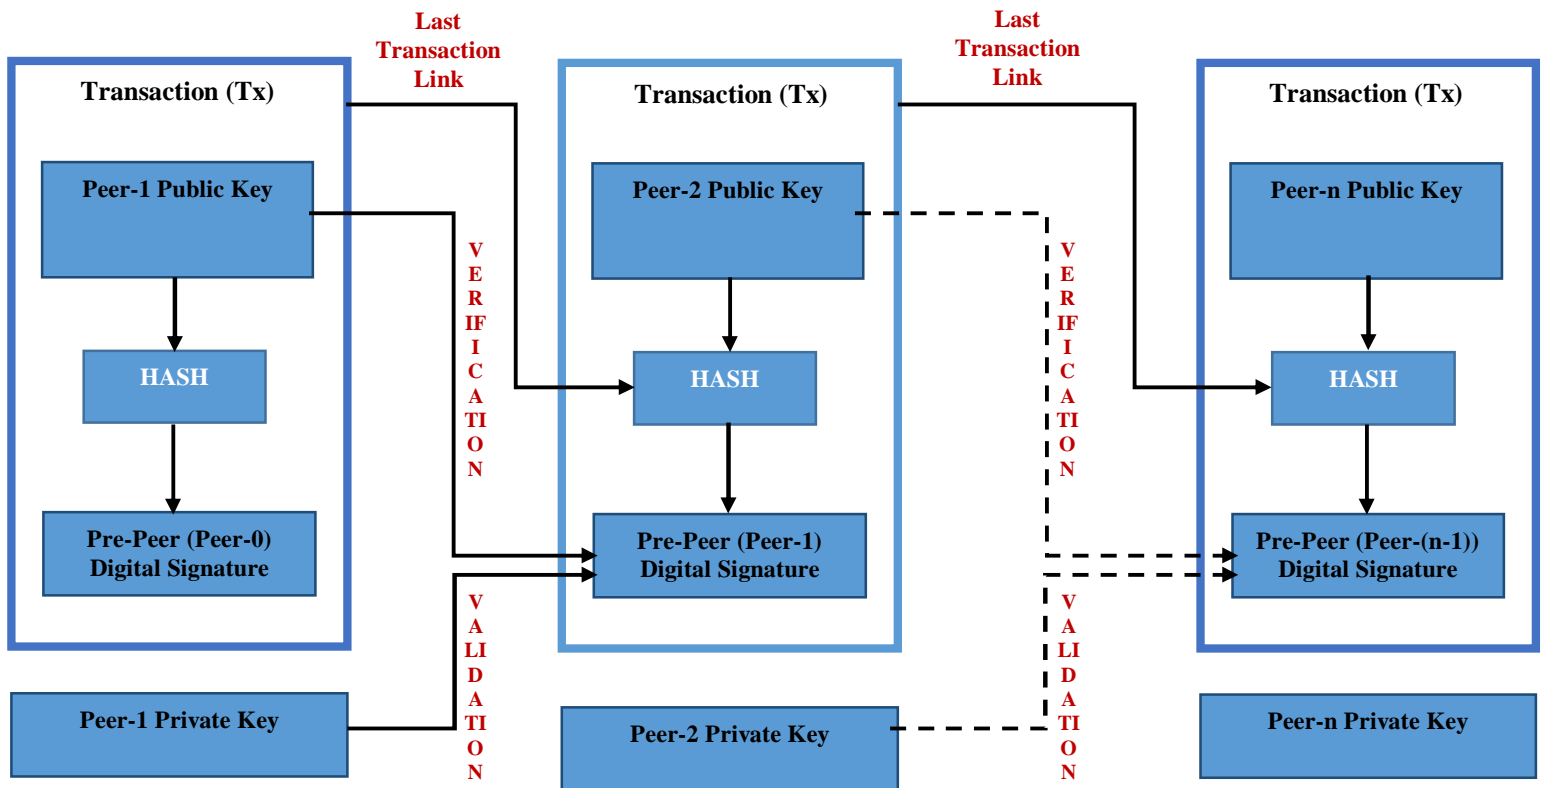 Last
Transaction
Link
Last
Transaction
Link
Transaction (Tx)
Transaction (Tx)
Transaction (Tx)
Peer-1 Public Key
Peer-2 Public Key
Peer-n Public Key
V
E
R
IF
I
C
A
TI
O
N
V
E
R
IF
I
C
A
TI
O
N
HASH
HASH
HASH
Pre-Peer (Peer-0)
Digital Signature
Pre-Peer (Peer-1)
Digital Signature
Pre-Peer (Peer-(n-1))
Digital Signature
V
A
LI
D
A
TI
O
N
V
A
LI
D
A
TI
O
N
Peer-1 Private Key
Peer-2 Private Key
Peer-n Private Key